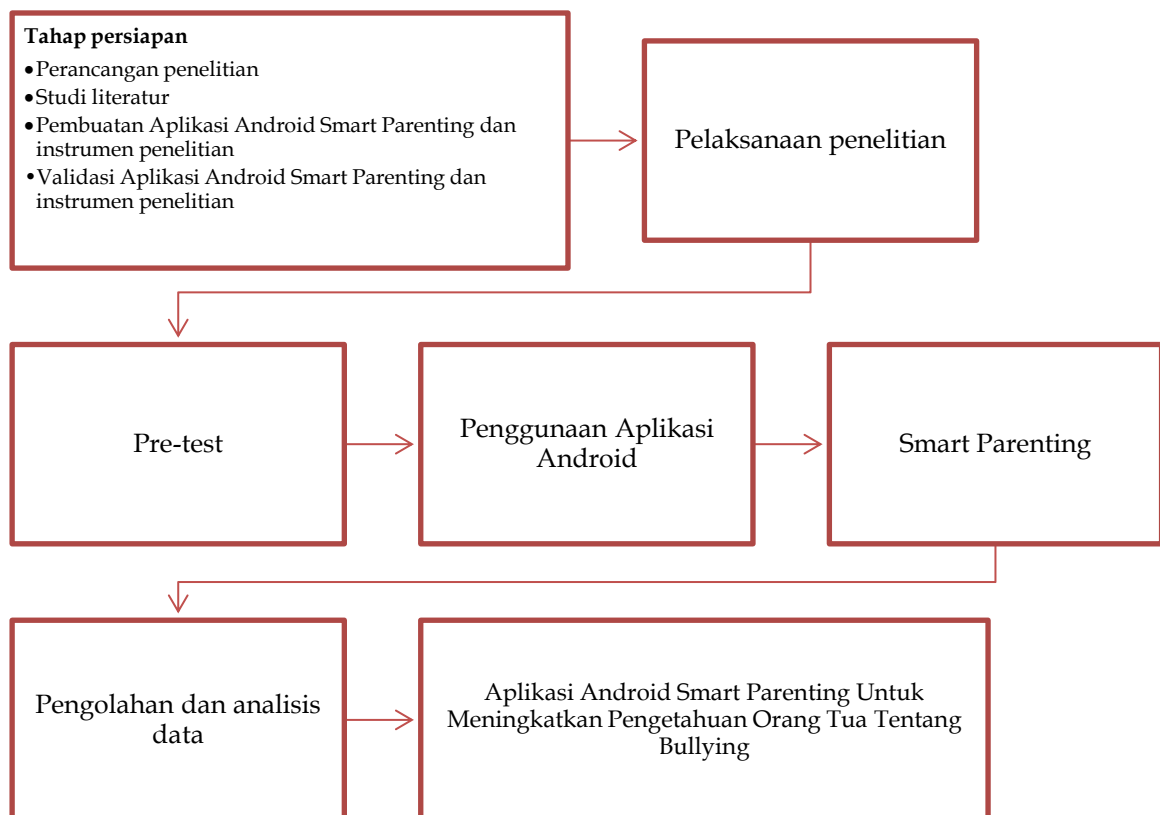 Tahap persiapan
•Perancangan penelitian
•Studi literatur
•Pembuatan Aplikasi Android Smart Parenting dan
instrumen penelitian
•Validasi Aplikasi Android Smart Parenting dan
instrumen penelitian
Pelaksanaan penelitian
Pre-test
Penggunaan Aplikasi
Android
Smart Parenting
Pengolahan dan analisis
data
Aplikasi Android Smart Parenting Untuk
Meningkatkan Pengetahuan Orang Tua Tentang
Bullying